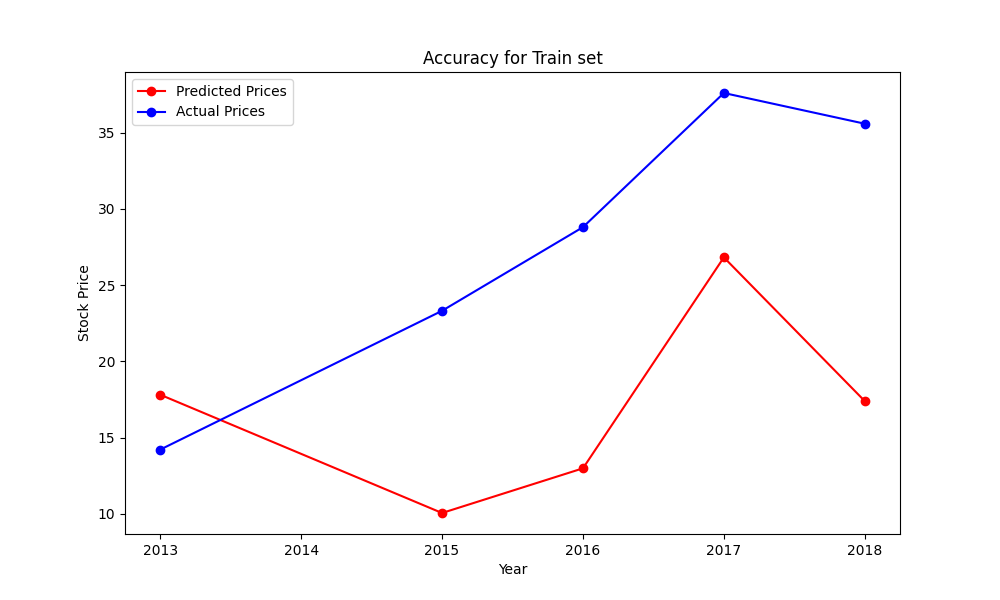 Accuracy for Train set
Predicted Prices
Actual Prices
35
30
25
20
15
10
Stock Price
2013 2014 2015 2016 2017 2018
Year